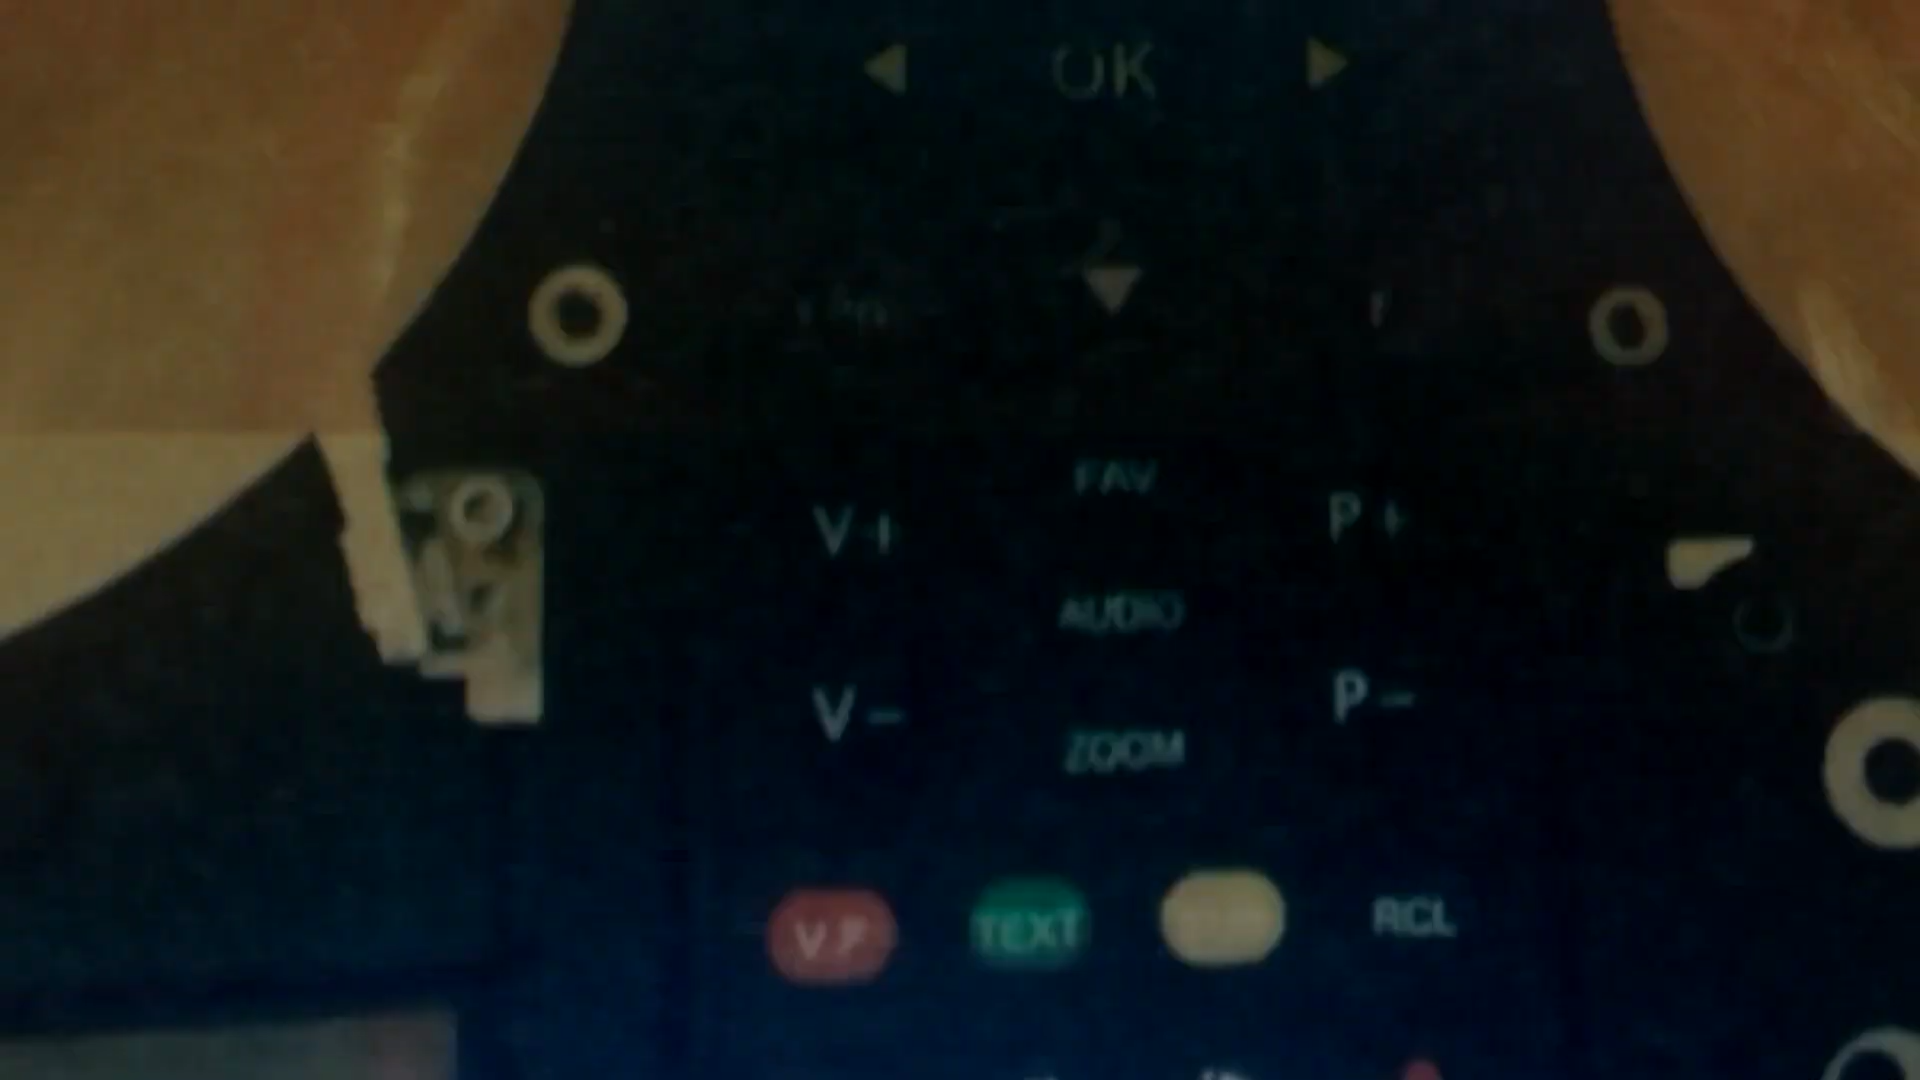 OK
FAV
V+ P+
AUDIO
V- P-
ZOOM
V.F TEXT RCL